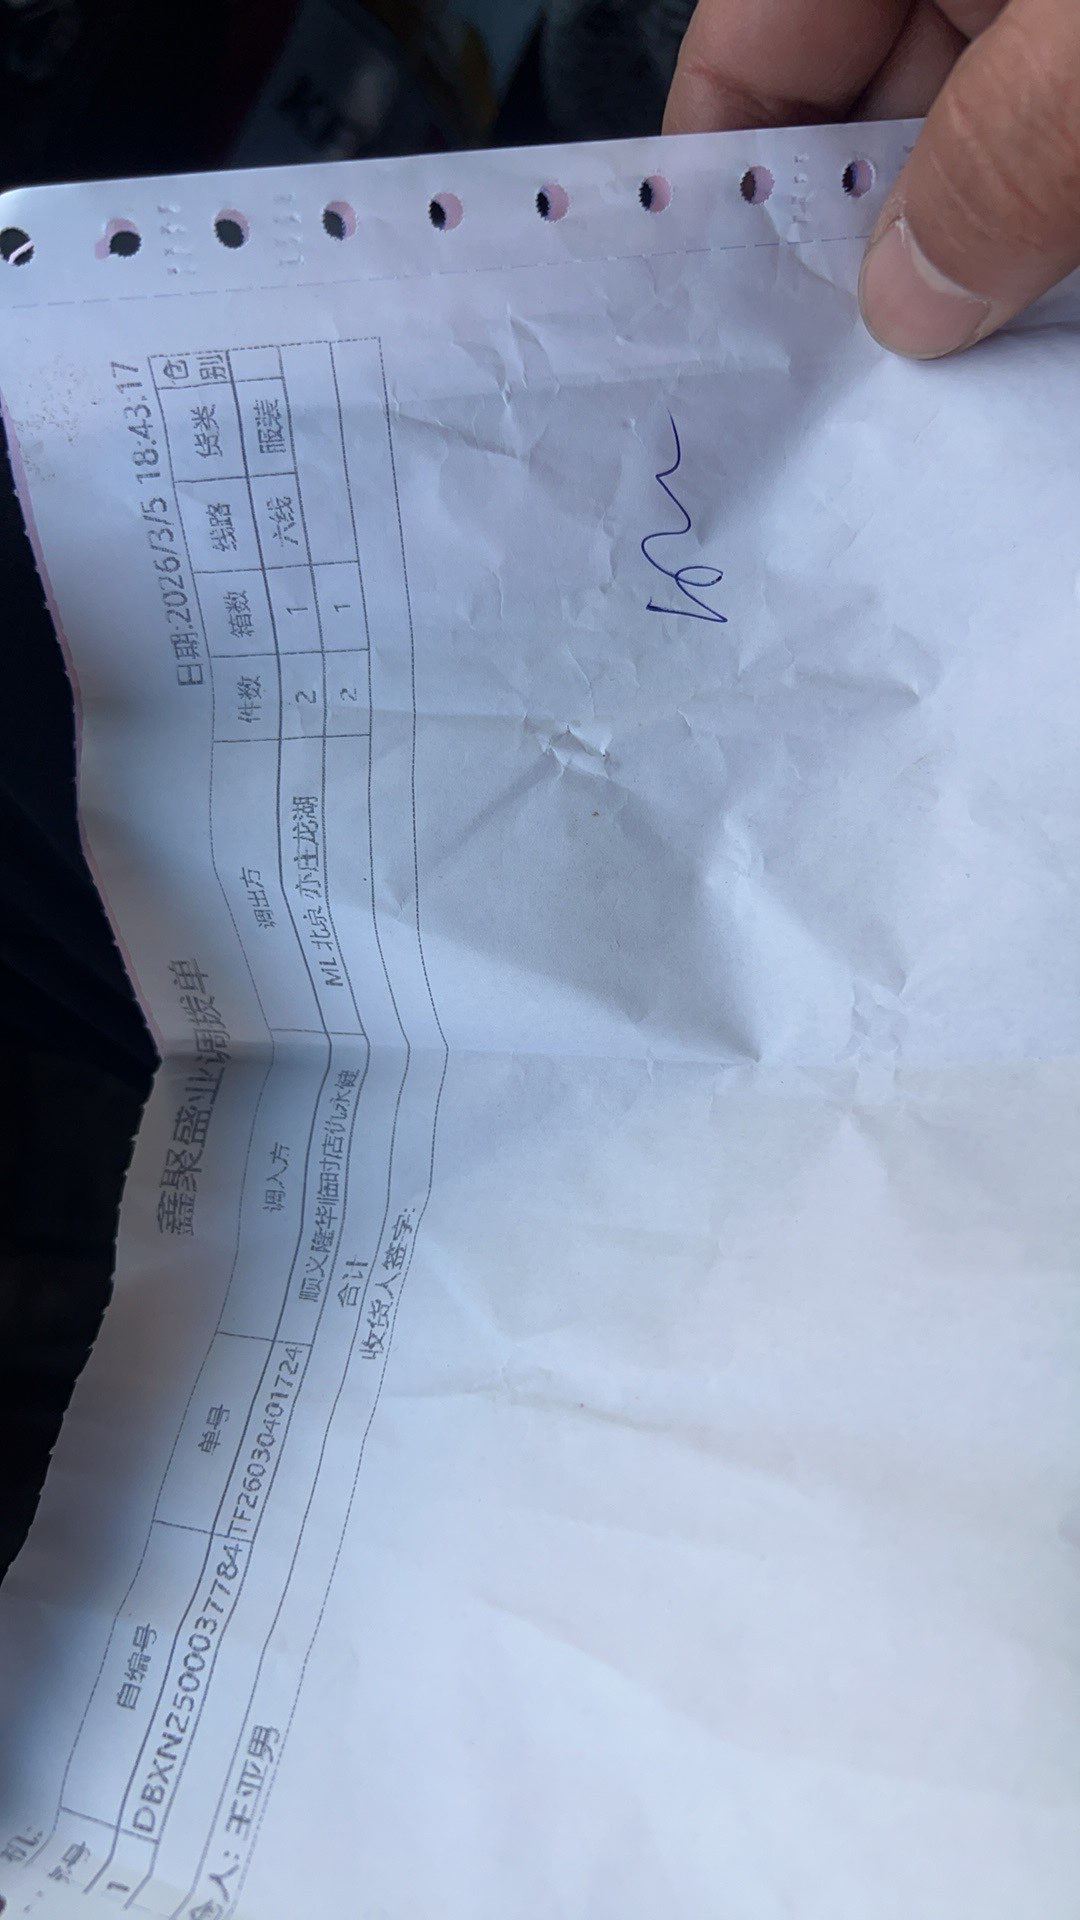 鑫聚盛业调拨单
机: 日期:2026/3/5 18:43:17
序号 自编号 单号 调入方 调出方 件数 箱数 线路 货类 仓别
1 DBXN2500037784 TF26030401724 顺义隆华临时店仇永健 ML北京亦庄龙湖 2 1 六线 服装
合计 2 1
人: 王亚男 收货人签字: